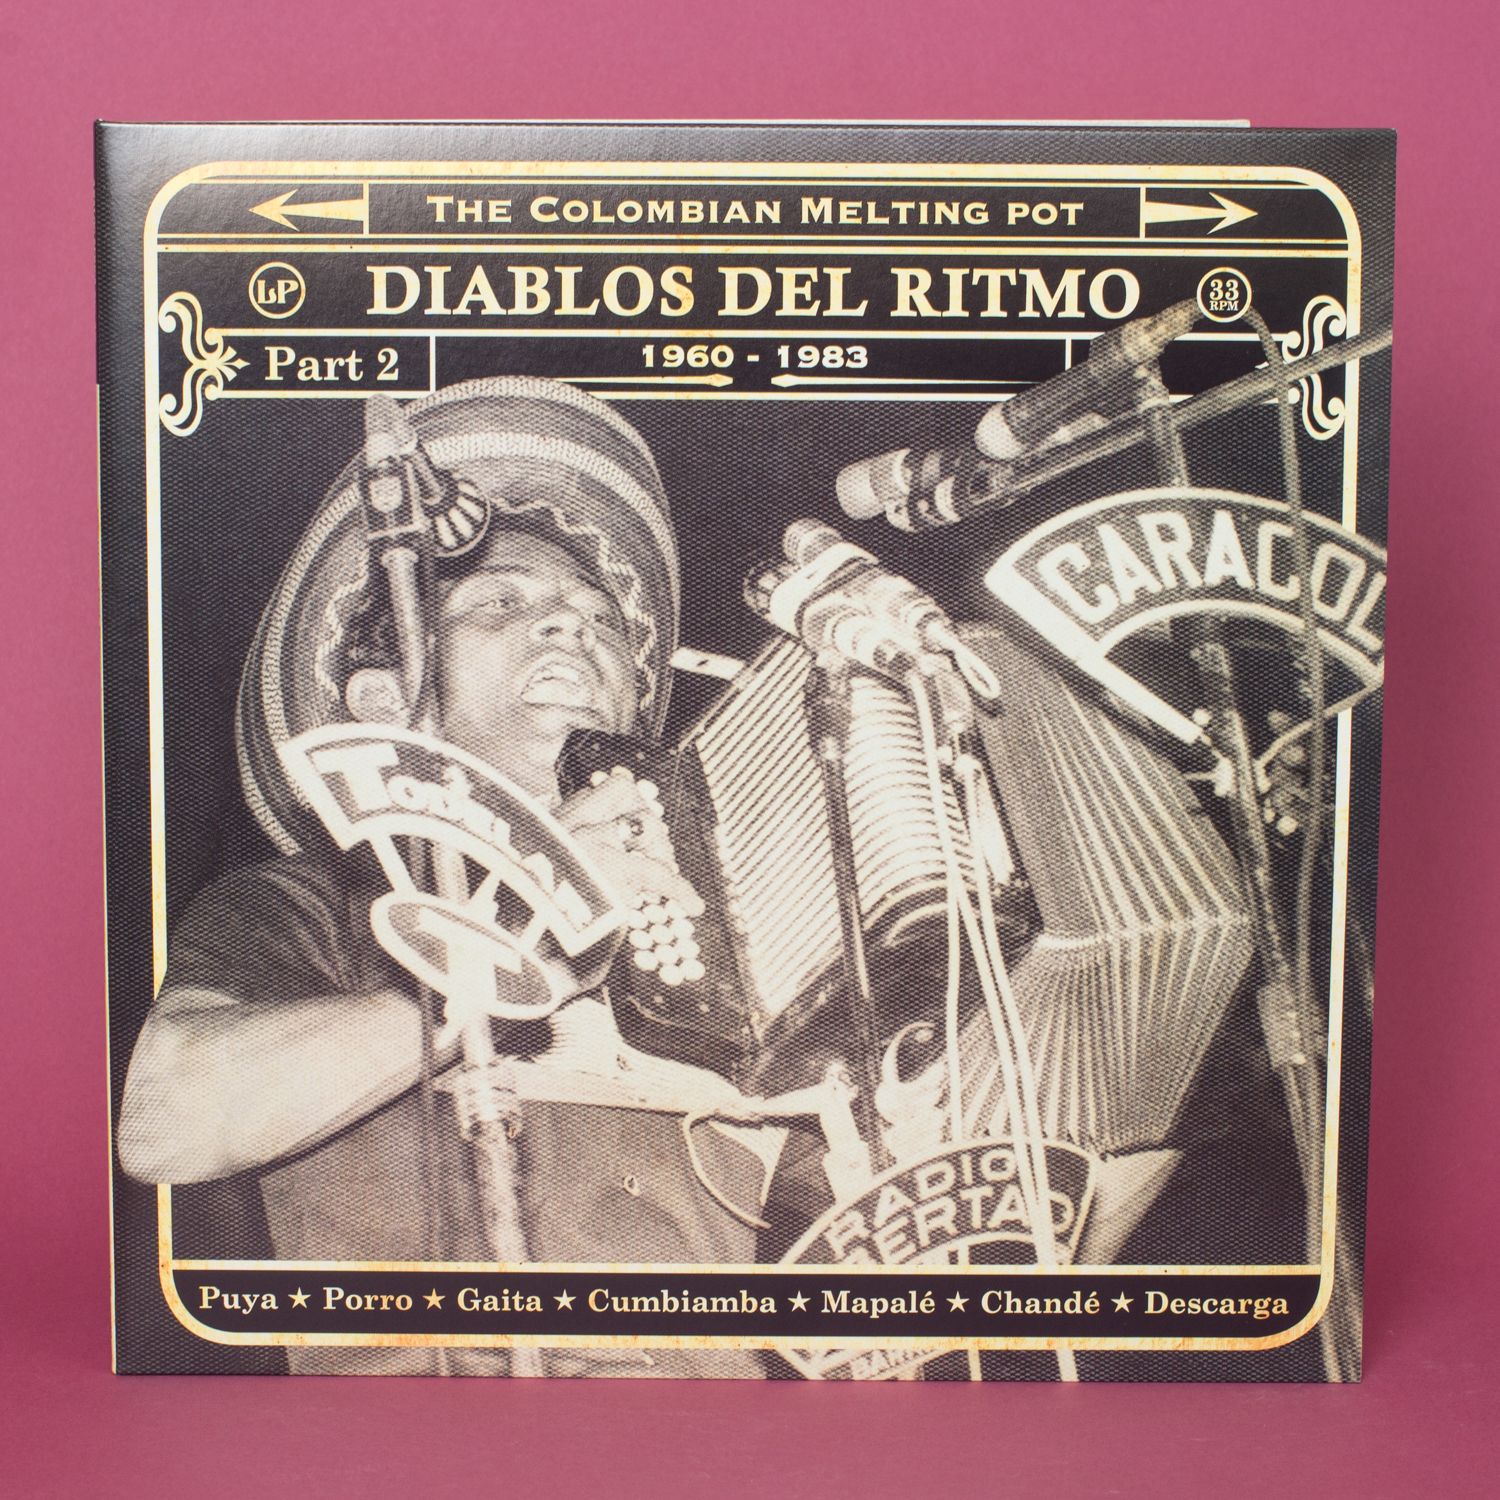 THE COLOMBIAN MELTING POT
LP
DIABLOS DEL RITMO
33
RPM
Part 2
1960 - 1983
CARACOL
RADIO
Puya ★ Porro ★ Gaita ★ Cumbiamba ★ Mapalé ★ Chandé ★ Descarga